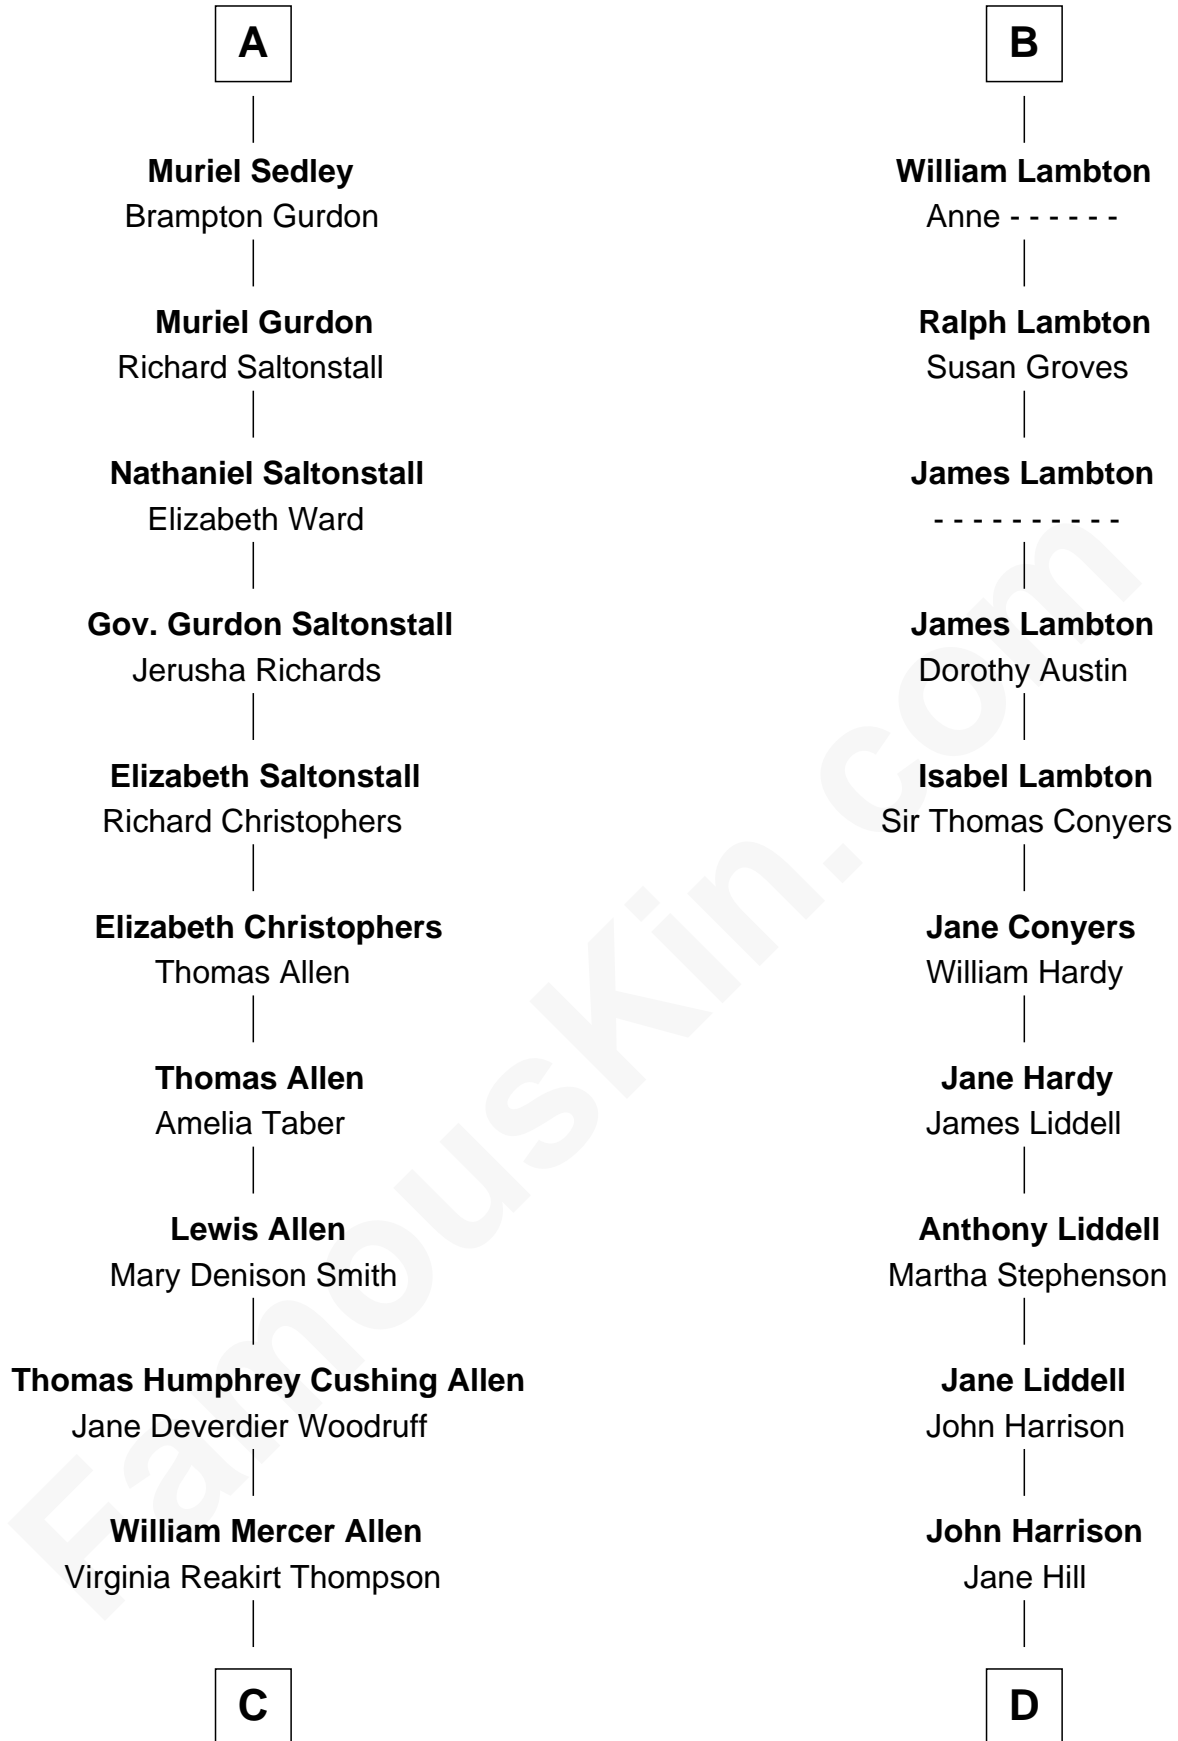 A
Muriel Sedley
Brampton Gurdon
Muriel Gurdon
Richard Saltonstall
Nathaniel Saltonstall
Elizabeth Ward
Gov. Gurdon Saltonstall
Jerusha Richards
Elizabeth Saltonstall
Richard Christophers
Elizabeth Christophers
Thomas Allen
Thomas Allen
Amelia Taber
Lewis Allen
Mary Denison Smith
Thomas Humphrey Cushing Allen
Jane Deverdier Woodruff
William Mercer Allen
Virginia Reakirt Thompson
C
B
William Lambton
Anne - - - - - -
Ralph Lambton
Susan Groves
James Lambton
- - - - - - - - - -
James Lambton
Dorothy Austin
Isabel Lambton
Sir Thomas Conyers
Jane Conyers
William Hardy
Jane Hardy
James Liddell
Anthony Liddell
Martha Stephenson
Jane Liddell
John Harrison
John Harrison
Jane Hill
D
FamousKin.com